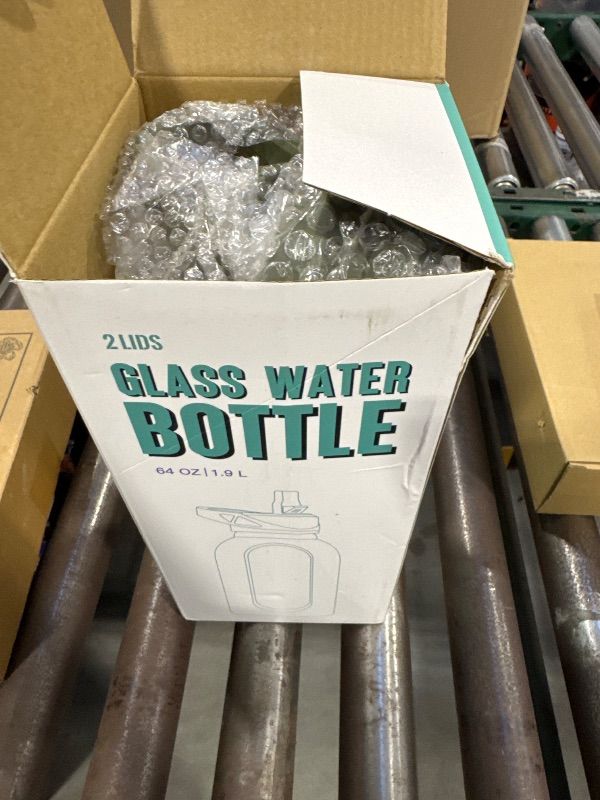 2 LIDS
GLASS WATER
BOTTLE
64 OZ | 1.9 L